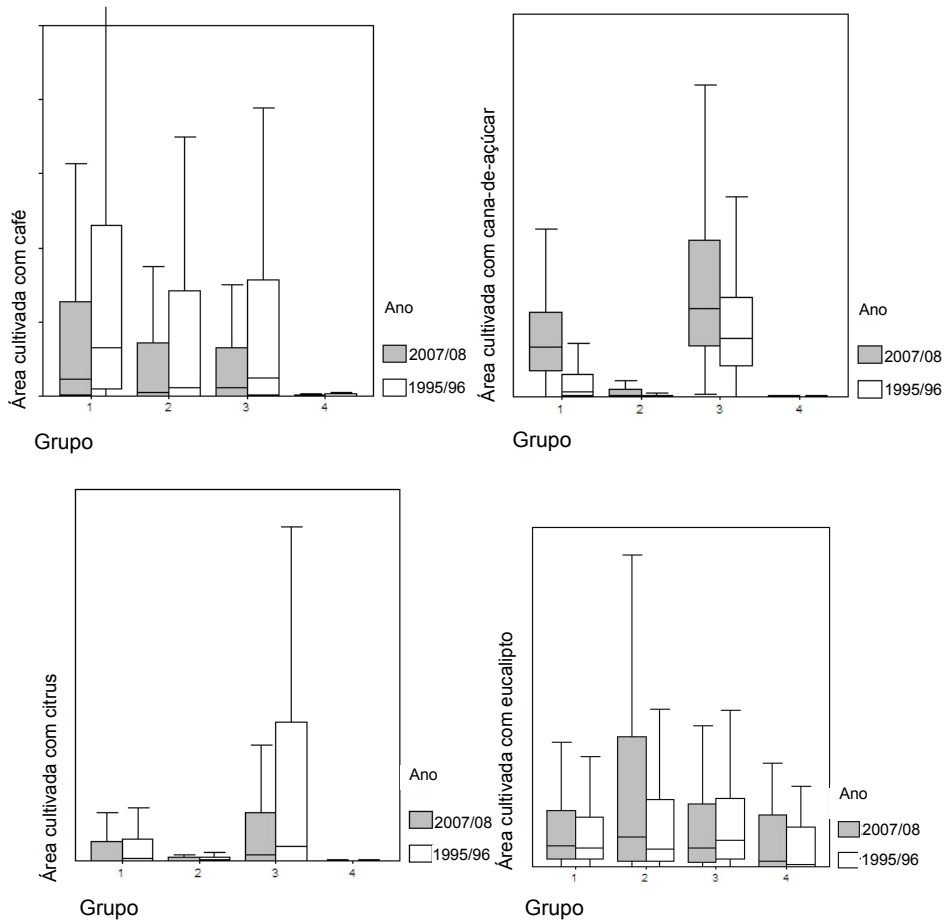 Área cultivada com café
1
2
3
4
Grupo
Ano
2007/08
1995/96
Área cultivada com cana-de-açúcar
1
2
3
4
Grupo
Ano
2007/08
1995/96
Área cultivada com citrus
1
2
3
4
Grupo
Ano
2007/08
1995/96
Área cultivada com eucalipto
1
2
3
4
Grupo
Ano
2007/08
1995/96